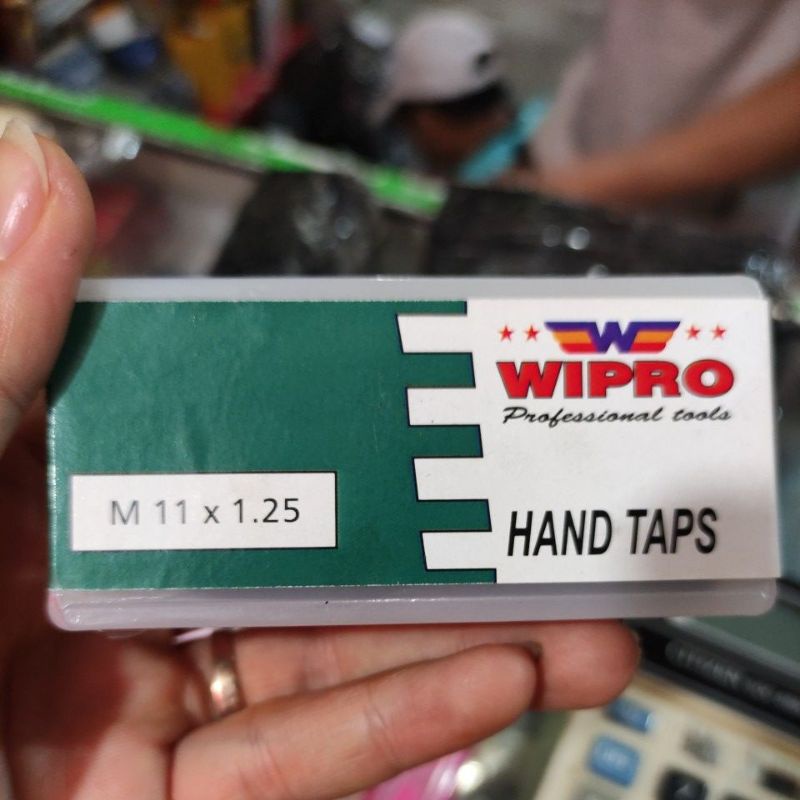 WIPRO
Professional tools
M 11 x 1.25
HAND TAPS